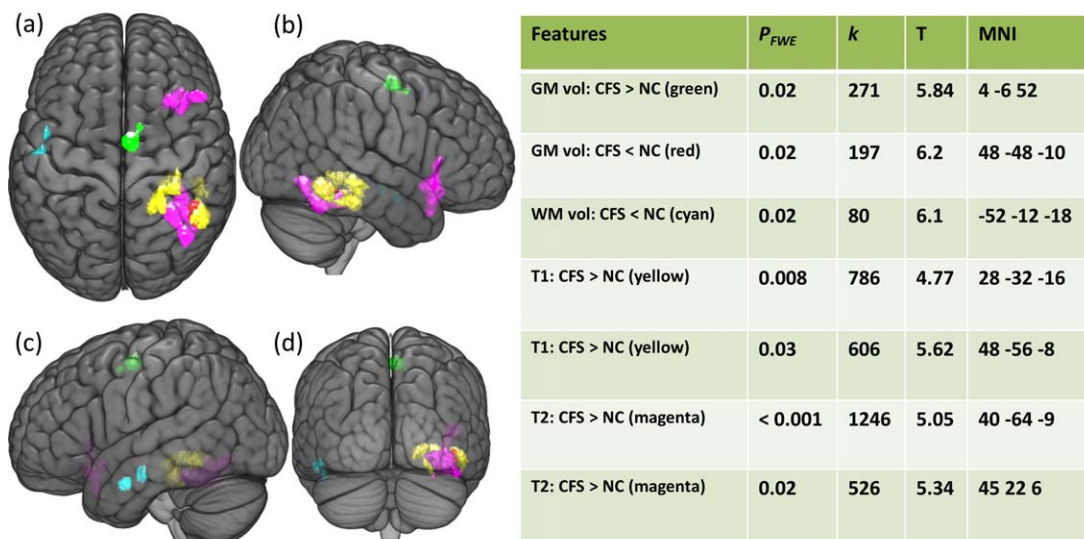 (a)
(b)
(c)
(d)
Features P_FWE k T MNI
GM vol: CFS > NC (green) 0.02 271 5.84 4 -6 52
GM vol: CFS < NC (red) 0.02 197 6.2 48 -48 -10
WM vol: CFS < NC (cyan) 0.02 80 6.1 -52 -12 -18
T1: CFS > NC (yellow) 0.008 786 4.77 28 -32 -16
T1: CFS > NC (yellow) 0.03 606 5.62 48 -56 -8
T2: CFS > NC (magenta) < 0.001 1246 5.05 40 -64 -9
T2: CFS > NC (magenta) 0.02 526 5.34 45 22 6